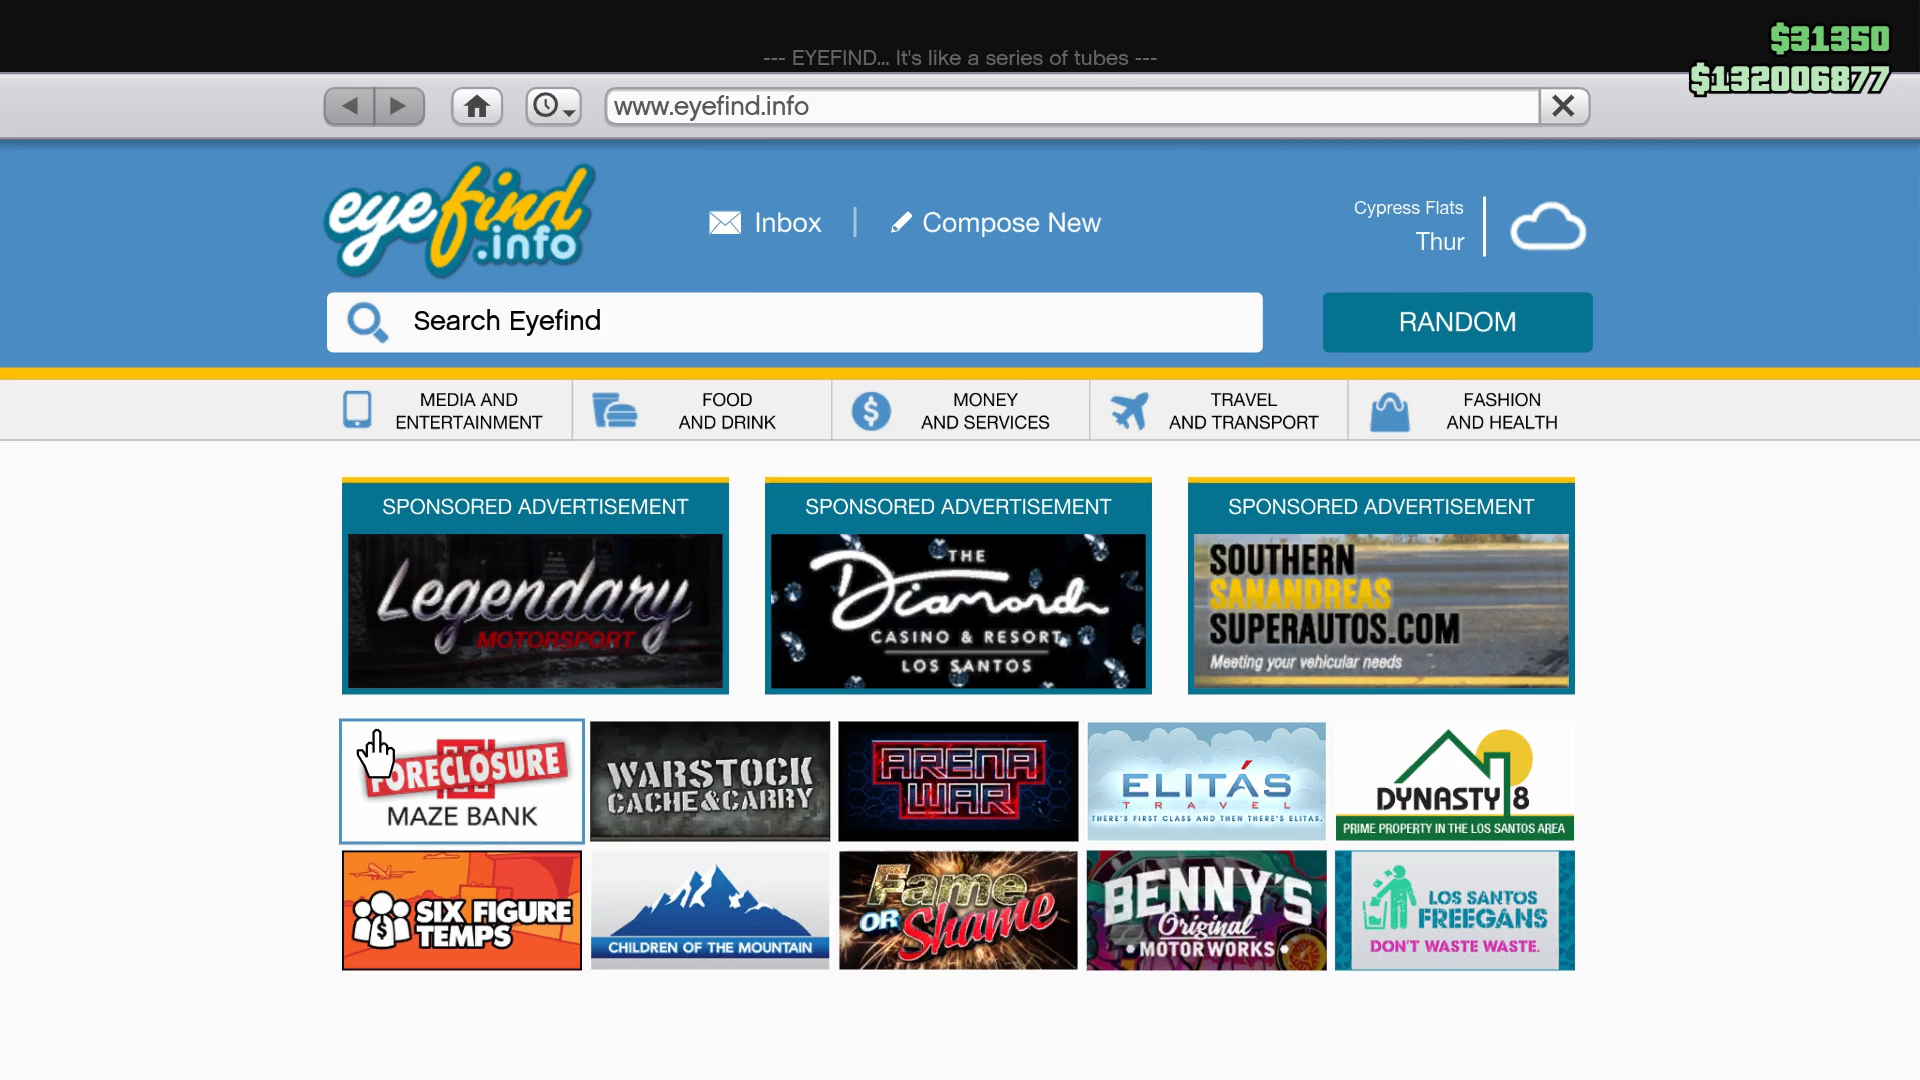 $31350
--- EYEFIND... It's like a series of tubes ---
$132006877
www.eyefind.info
eyefind
.info
Inbox
Compose New
Cypress Flats
Thur
Search Eyefind
RANDOM
MEDIA AND
ENTERTAINMENT
FOOD
AND DRINK
MONEY
AND SERVICES
TRAVEL
AND TRANSPORT
FASHION
AND HEALTH
SPONSORED ADVERTISEMENT
Legendary
MOTORSPORT
SPONSORED ADVERTISEMENT
THE
Diamond
CASINO & RESORT
LOS SANTOS
SPONSORED ADVERTISEMENT
SOUTHERN
SANANDREAS
SUPERAUTOS.COM
Meeting your vehicular needs
FORECLOSURE
MAZE BANK
WARSTOCK
CACHE&CARRY
ARENA
WAR
ELITÁS
TRAVEL
THERE'S FIRST CLASS AND THEN THERE'S ELITAS.
DYNASTY 8
PRIME PROPERTY IN THE LOS SANTOS AREA
SIX FIGURE
TEMPS
CHILDREN OF THE MOUNTAIN
Fame
OR Shame
BENNY'S
Original
MOTOR WORKS
LOS SANTOS
FREEGANS
DON'T WASTE WASTE.